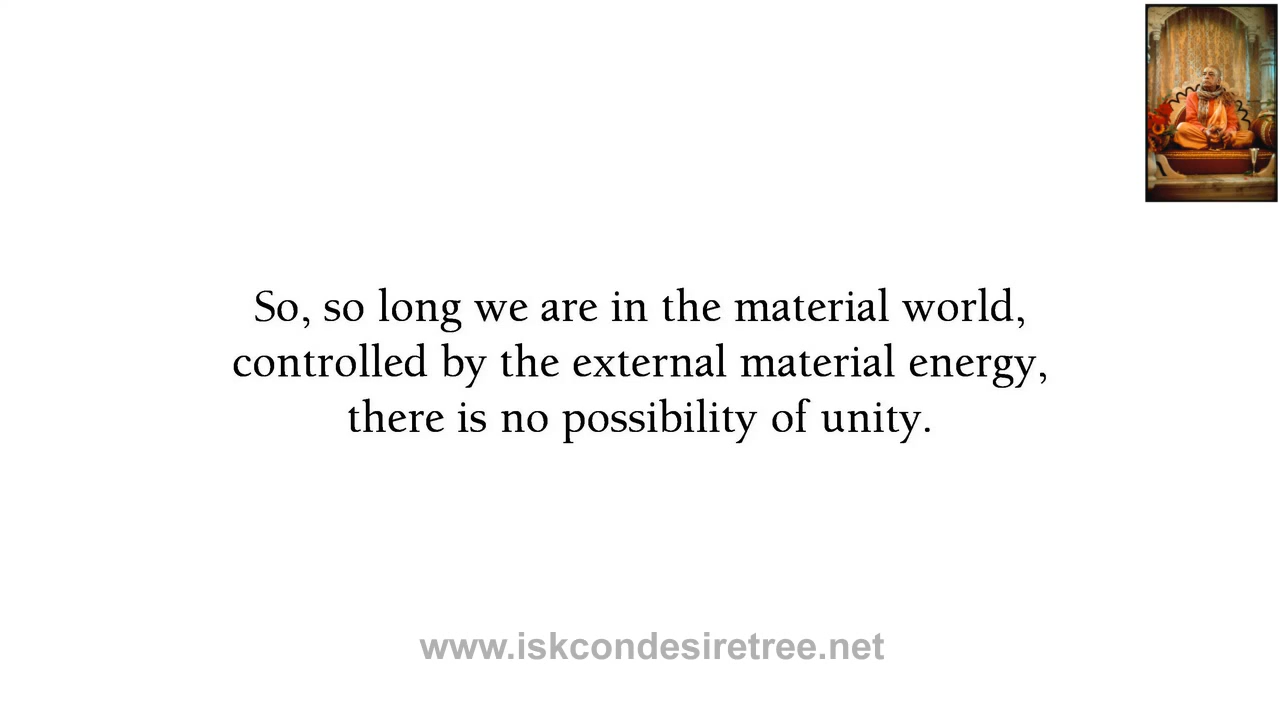 So, so long we are in the material world,
controlled by the external material energy,
there is no possibility of unity.
www.iskcondesiretree.net